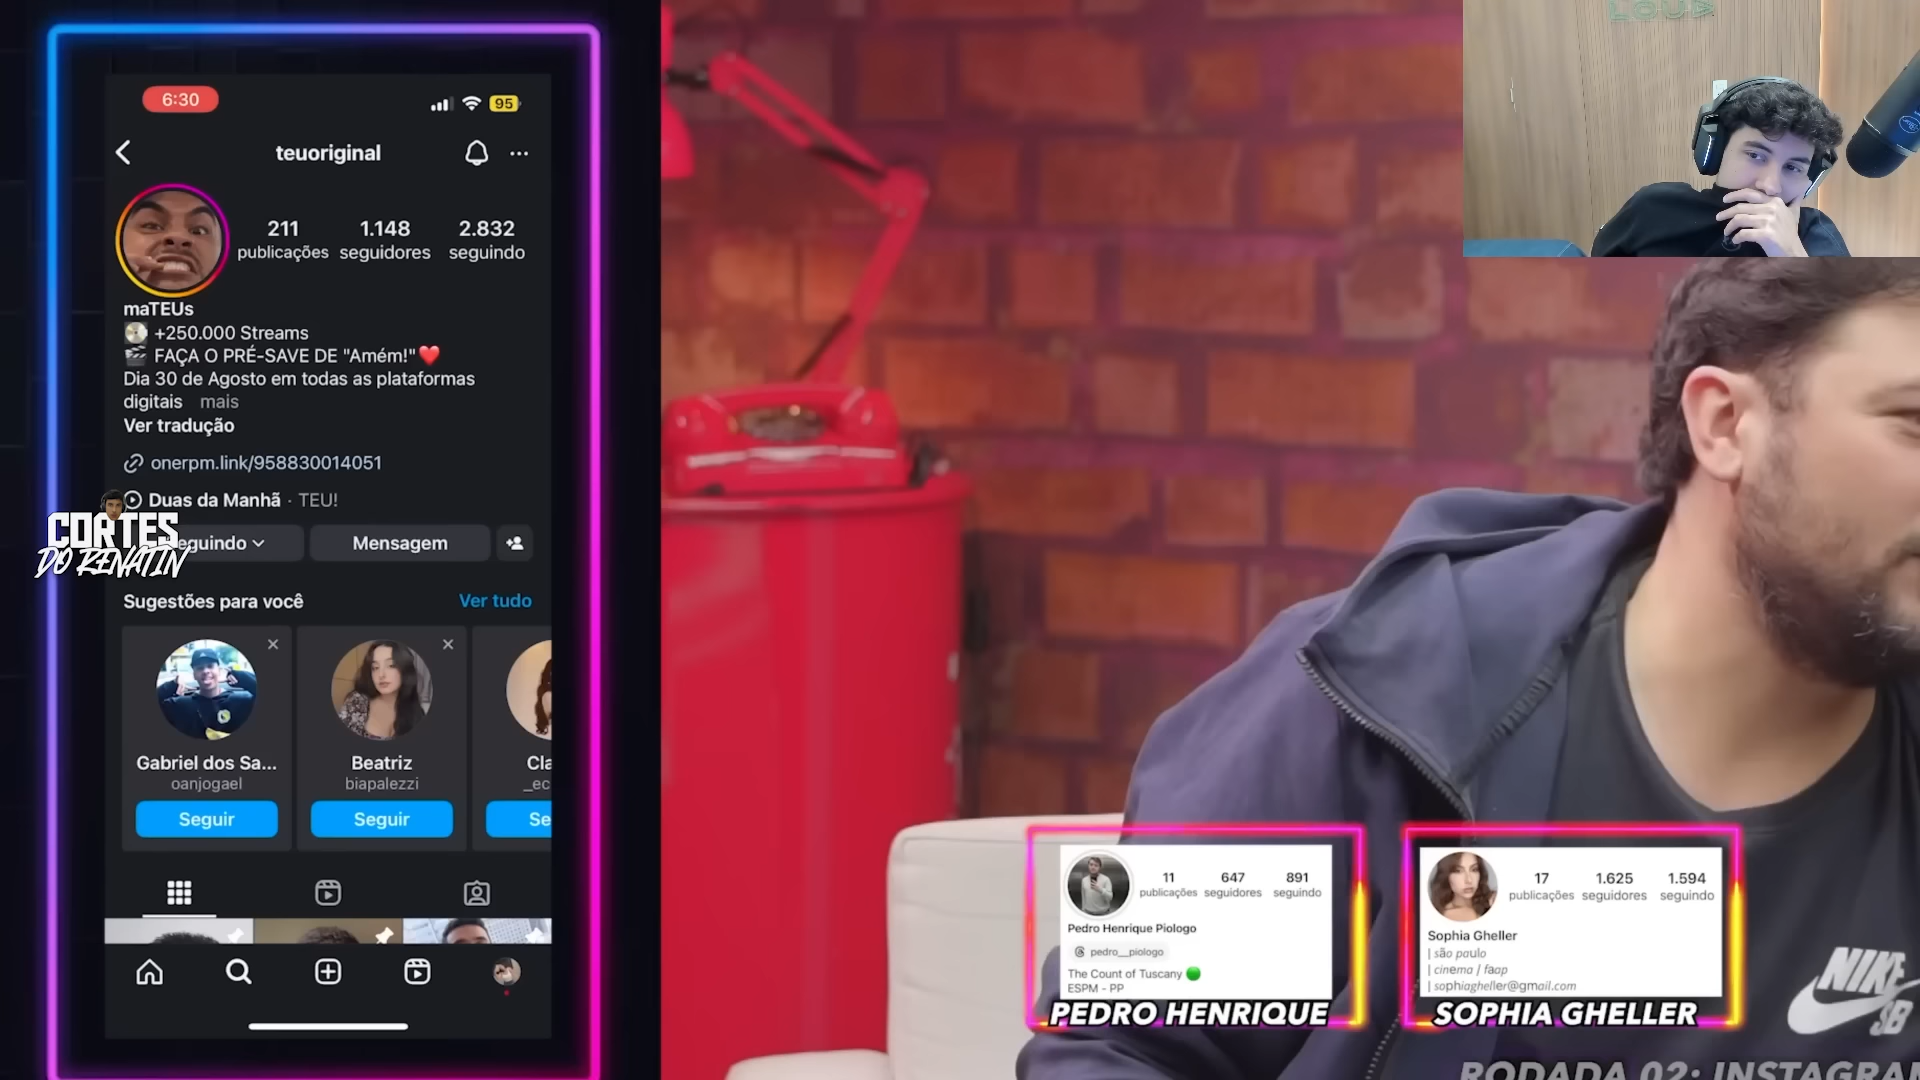 6:30
95
teuoriginal
211
1.148
2.832
publicações
seguidores
seguindo
maTEUs
+250.000 Streams
FAÇA O PRÉ-SAVE DE "Amém!"❤️
Dia 30 de Agosto em todas as plataformas
digitais mais
Ver tradução
onerpm.link/958830014051
Duas da Manhã · TEU!
CORTES
DO RENATIN
eguindo
Mensagem
Sugestões para você
Ver tudo
Gabriel dos Sa...
oanjogael
Seguir
Beatriz
biapalezzi
Seguir
Cla
_ec
Se
LOUD
11
647
891
publicações
seguidores
seguindo
Pedro Henrique Piologo
pedro__piologo
The Count of Tuscany
ESPM - PP
PEDRO HENRIQUE
17
1.625
1.594
publicações
seguidores
seguindo
Sophia Gheller
| são paulo
| cinema / faap
| sophiagheller@gmail.com
SOPHIA GHELLER
NIKE
SB
RODADA 02: INSTAGRA